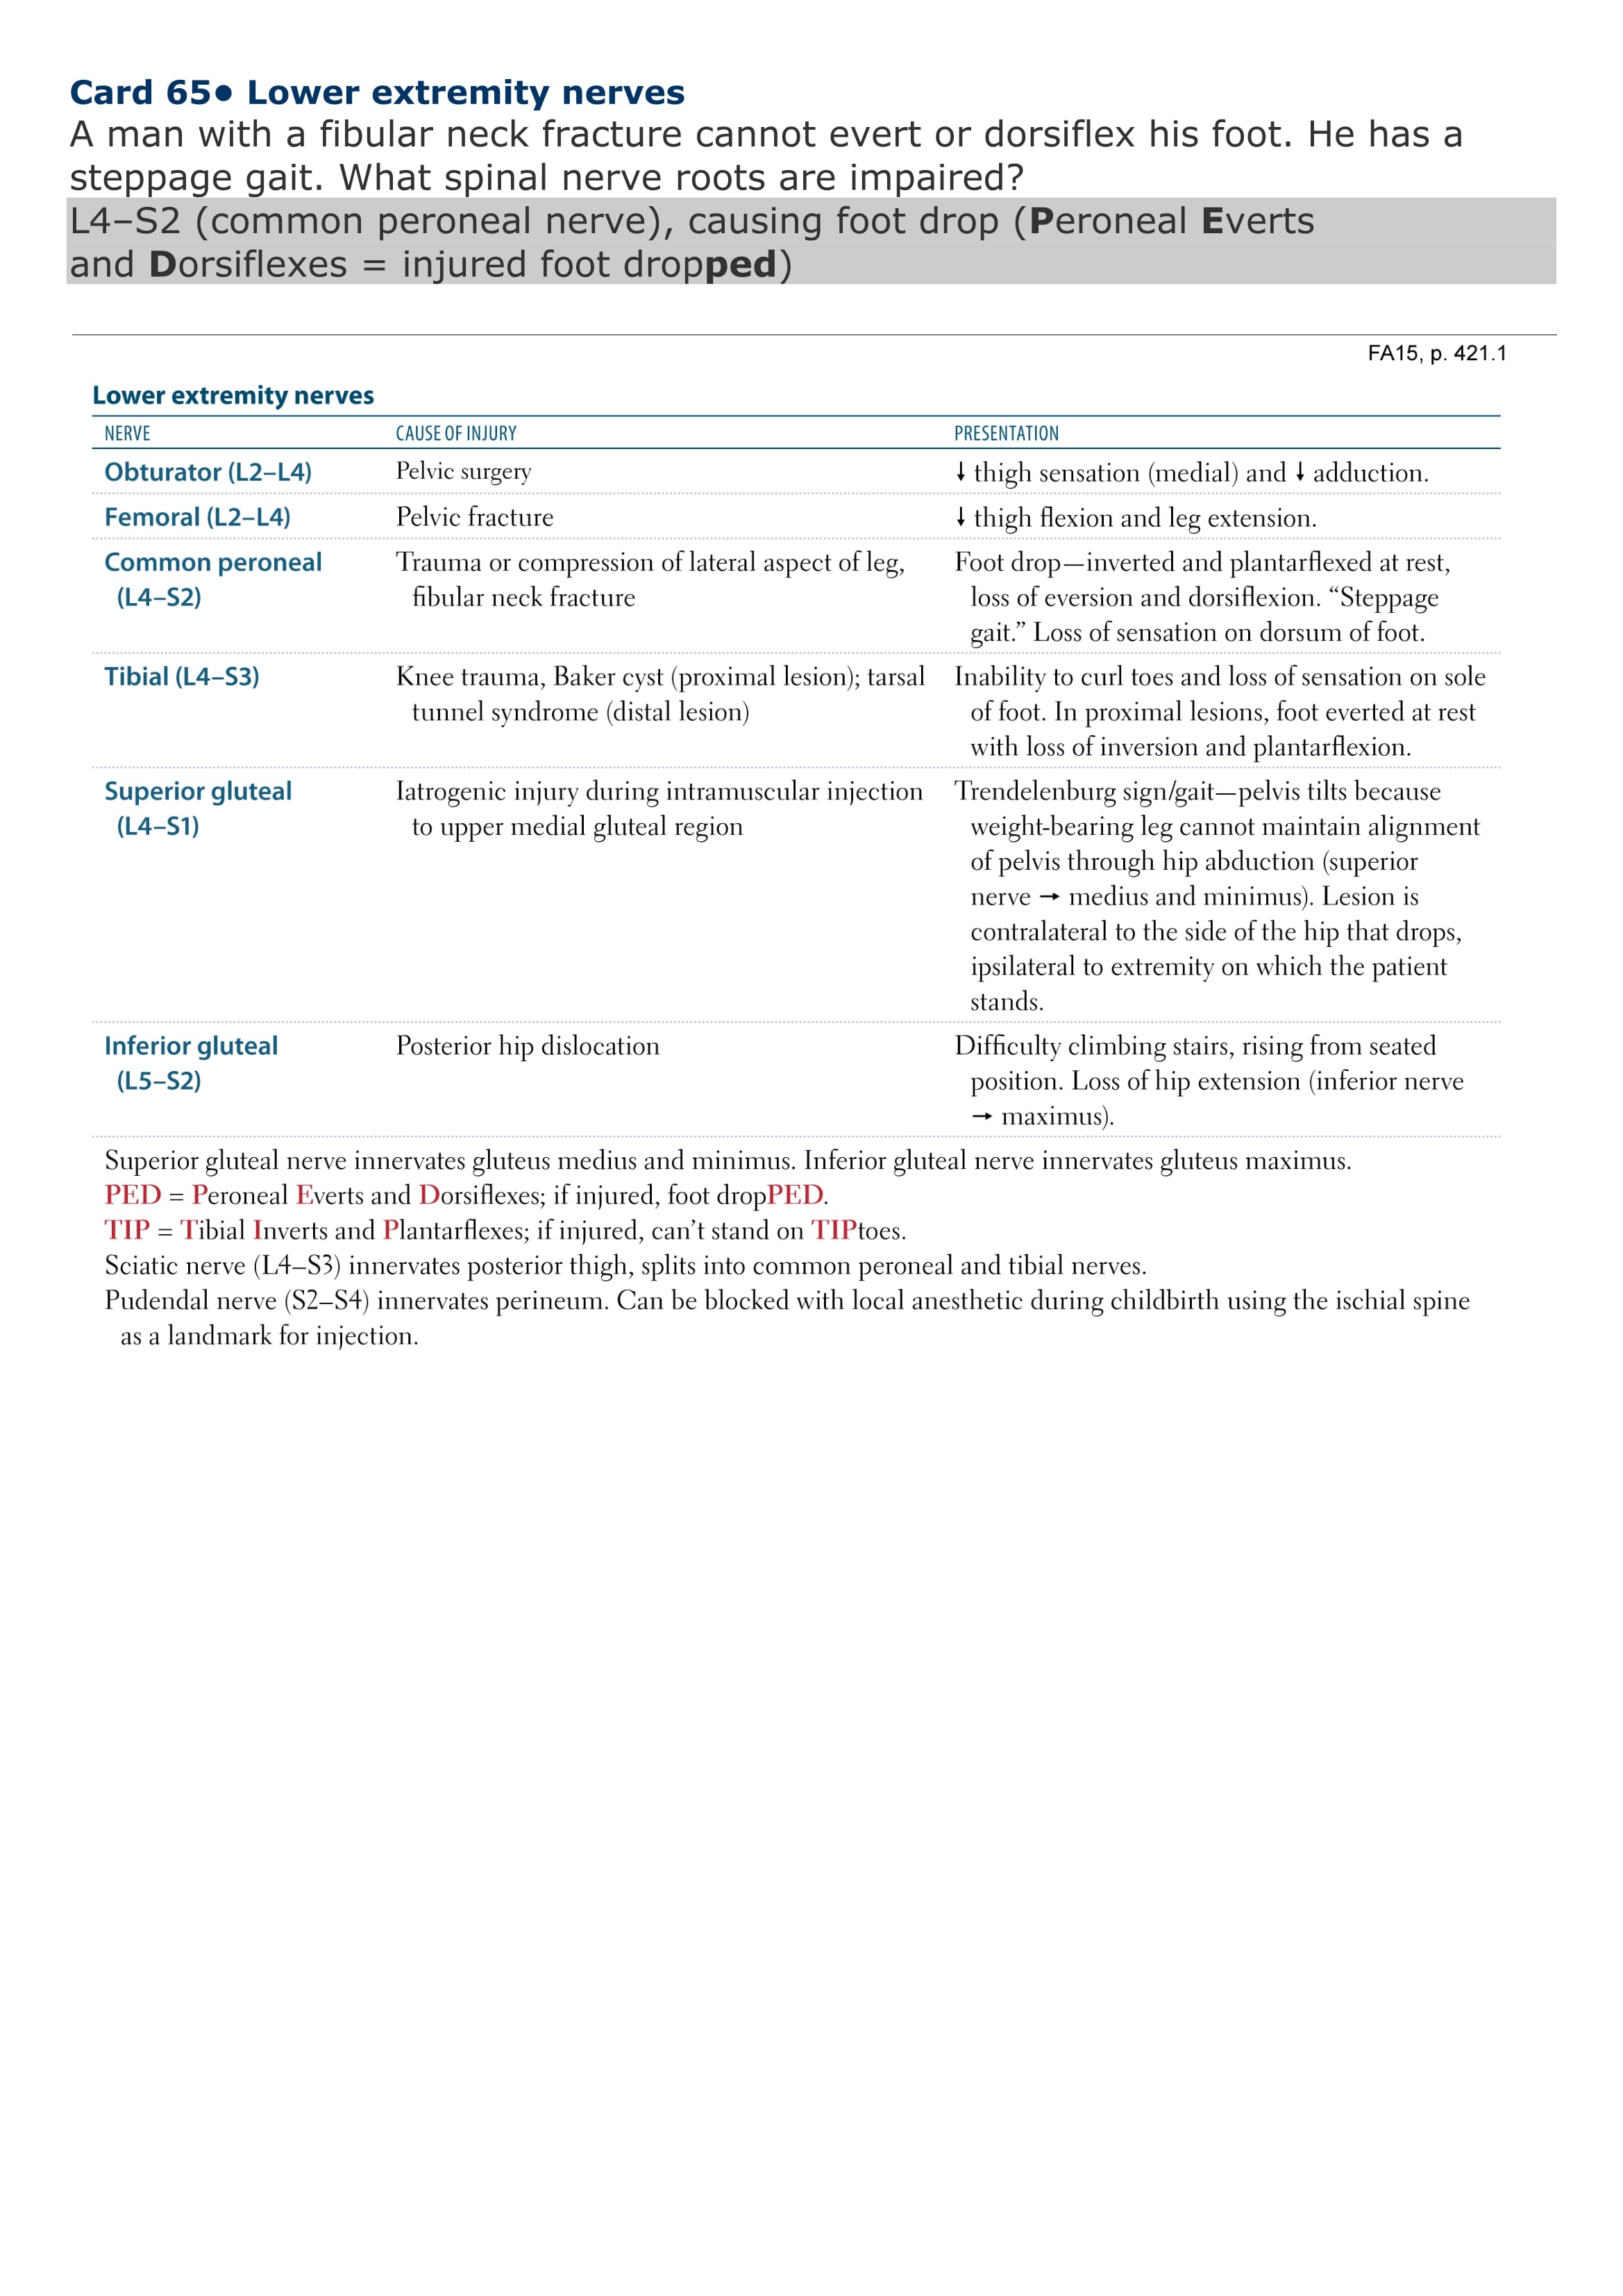 Card 65● Lower extremity nerves
A man with a fibular neck fracture cannot evert or dorsiflex his foot. He has a
steppage gait. What spinal nerve roots are impaired?
L4–S2 (common peroneal nerve), causing foot drop (Peroneal Everts
and Dorsiflexes = injured foot dropped)
FA15, p. 421.1
Lower extremity nerves
NERVE CAUSE OF INJURY PRESENTATION
Obturator (L2–L4) Pelvic surgery ↓ thigh sensation (medial) and ↓ adduction.
Femoral (L2–L4) Pelvic fracture ↓ thigh flexion and leg extension.
Common peroneal Trauma or compression of lateral aspect of leg, Foot drop—inverted and plantarflexed at rest,
(L4–S2) fibular neck fracture loss of eversion and dorsiflexion. “Steppage
gait.” Loss of sensation on dorsum of foot.
Tibial (L4–S3) Knee trauma, Baker cyst (proximal lesion); tarsal Inability to curl toes and loss of sensation on sole
tunnel syndrome (distal lesion) of foot. In proximal lesions, foot everted at rest
with loss of inversion and plantarflexion.
Superior gluteal Iatrogenic injury during intramuscular injection Trendelenburg sign/gait—pelvis tilts because
(L4–S1) to upper medial gluteal region weight-bearing leg cannot maintain alignment
of pelvis through hip abduction (superior
nerve → medius and minimus). Lesion is
contralateral to the side of the hip that drops,
ipsilateral to extremity on which the patient
stands.
Inferior gluteal Posterior hip dislocation Difficulty climbing stairs, rising from seated
(L5–S2) position. Loss of hip extension (inferior nerve
→ maximus).
Superior gluteal nerve innervates gluteus medius and minimus. Inferior gluteal nerve innervates gluteus maximus.
PED = Peroneal Everts and Dorsiflexes; if injured, foot dropPED.
TIP = Tibial Inverts and Plantarflexes; if injured, can’t stand on TIPtoes.
Sciatic nerve (L4–S3) innervates posterior thigh, splits into common peroneal and tibial nerves.
Pudendal nerve (S2–S4) innervates perineum. Can be blocked with local anesthetic during childbirth using the ischial spine
as a landmark for injection.